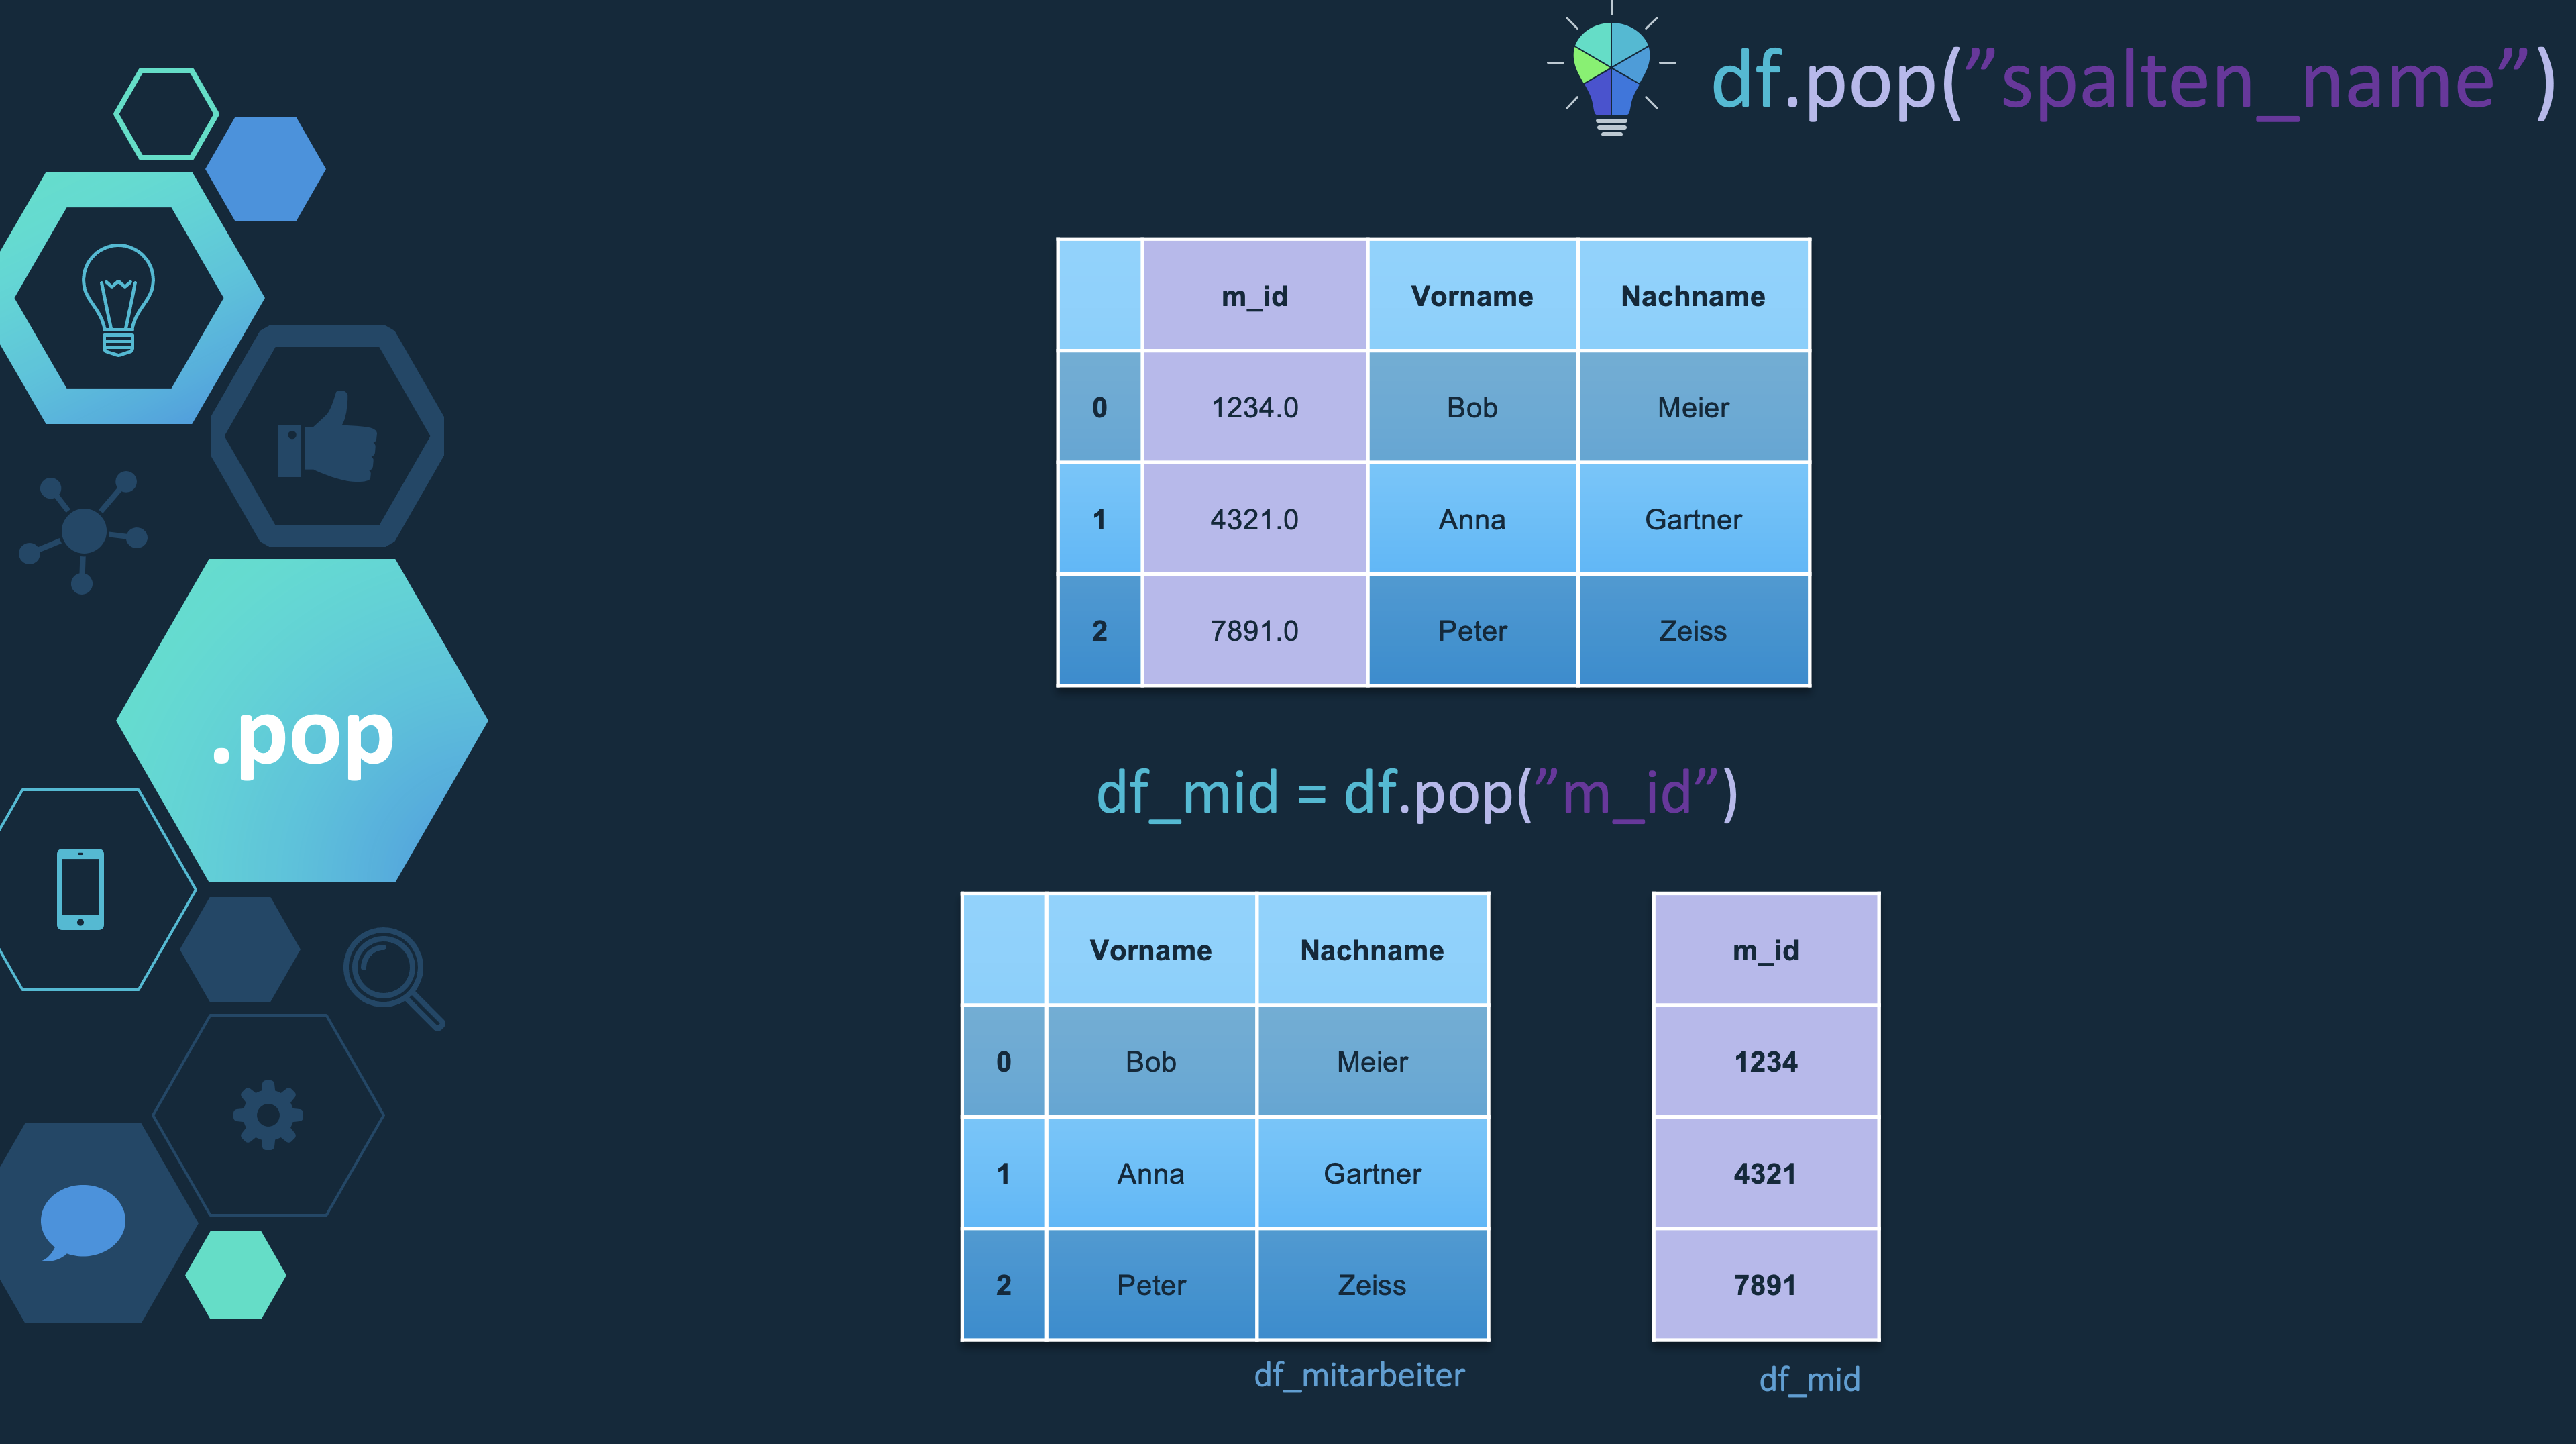 df.pop(”spalten_name”)
m_id Vorname Nachname
0 1234.0 Bob Meier
1 4321.0 Anna Gartner
2 7891.0 Peter Zeiss
.pop
df_mid = df.pop(”m_id”)
Vorname Nachname
0 Bob Meier
1 Anna Gartner
2 Peter Zeiss
df_mitarbeiter
m_id
1234
4321
7891
df_mid